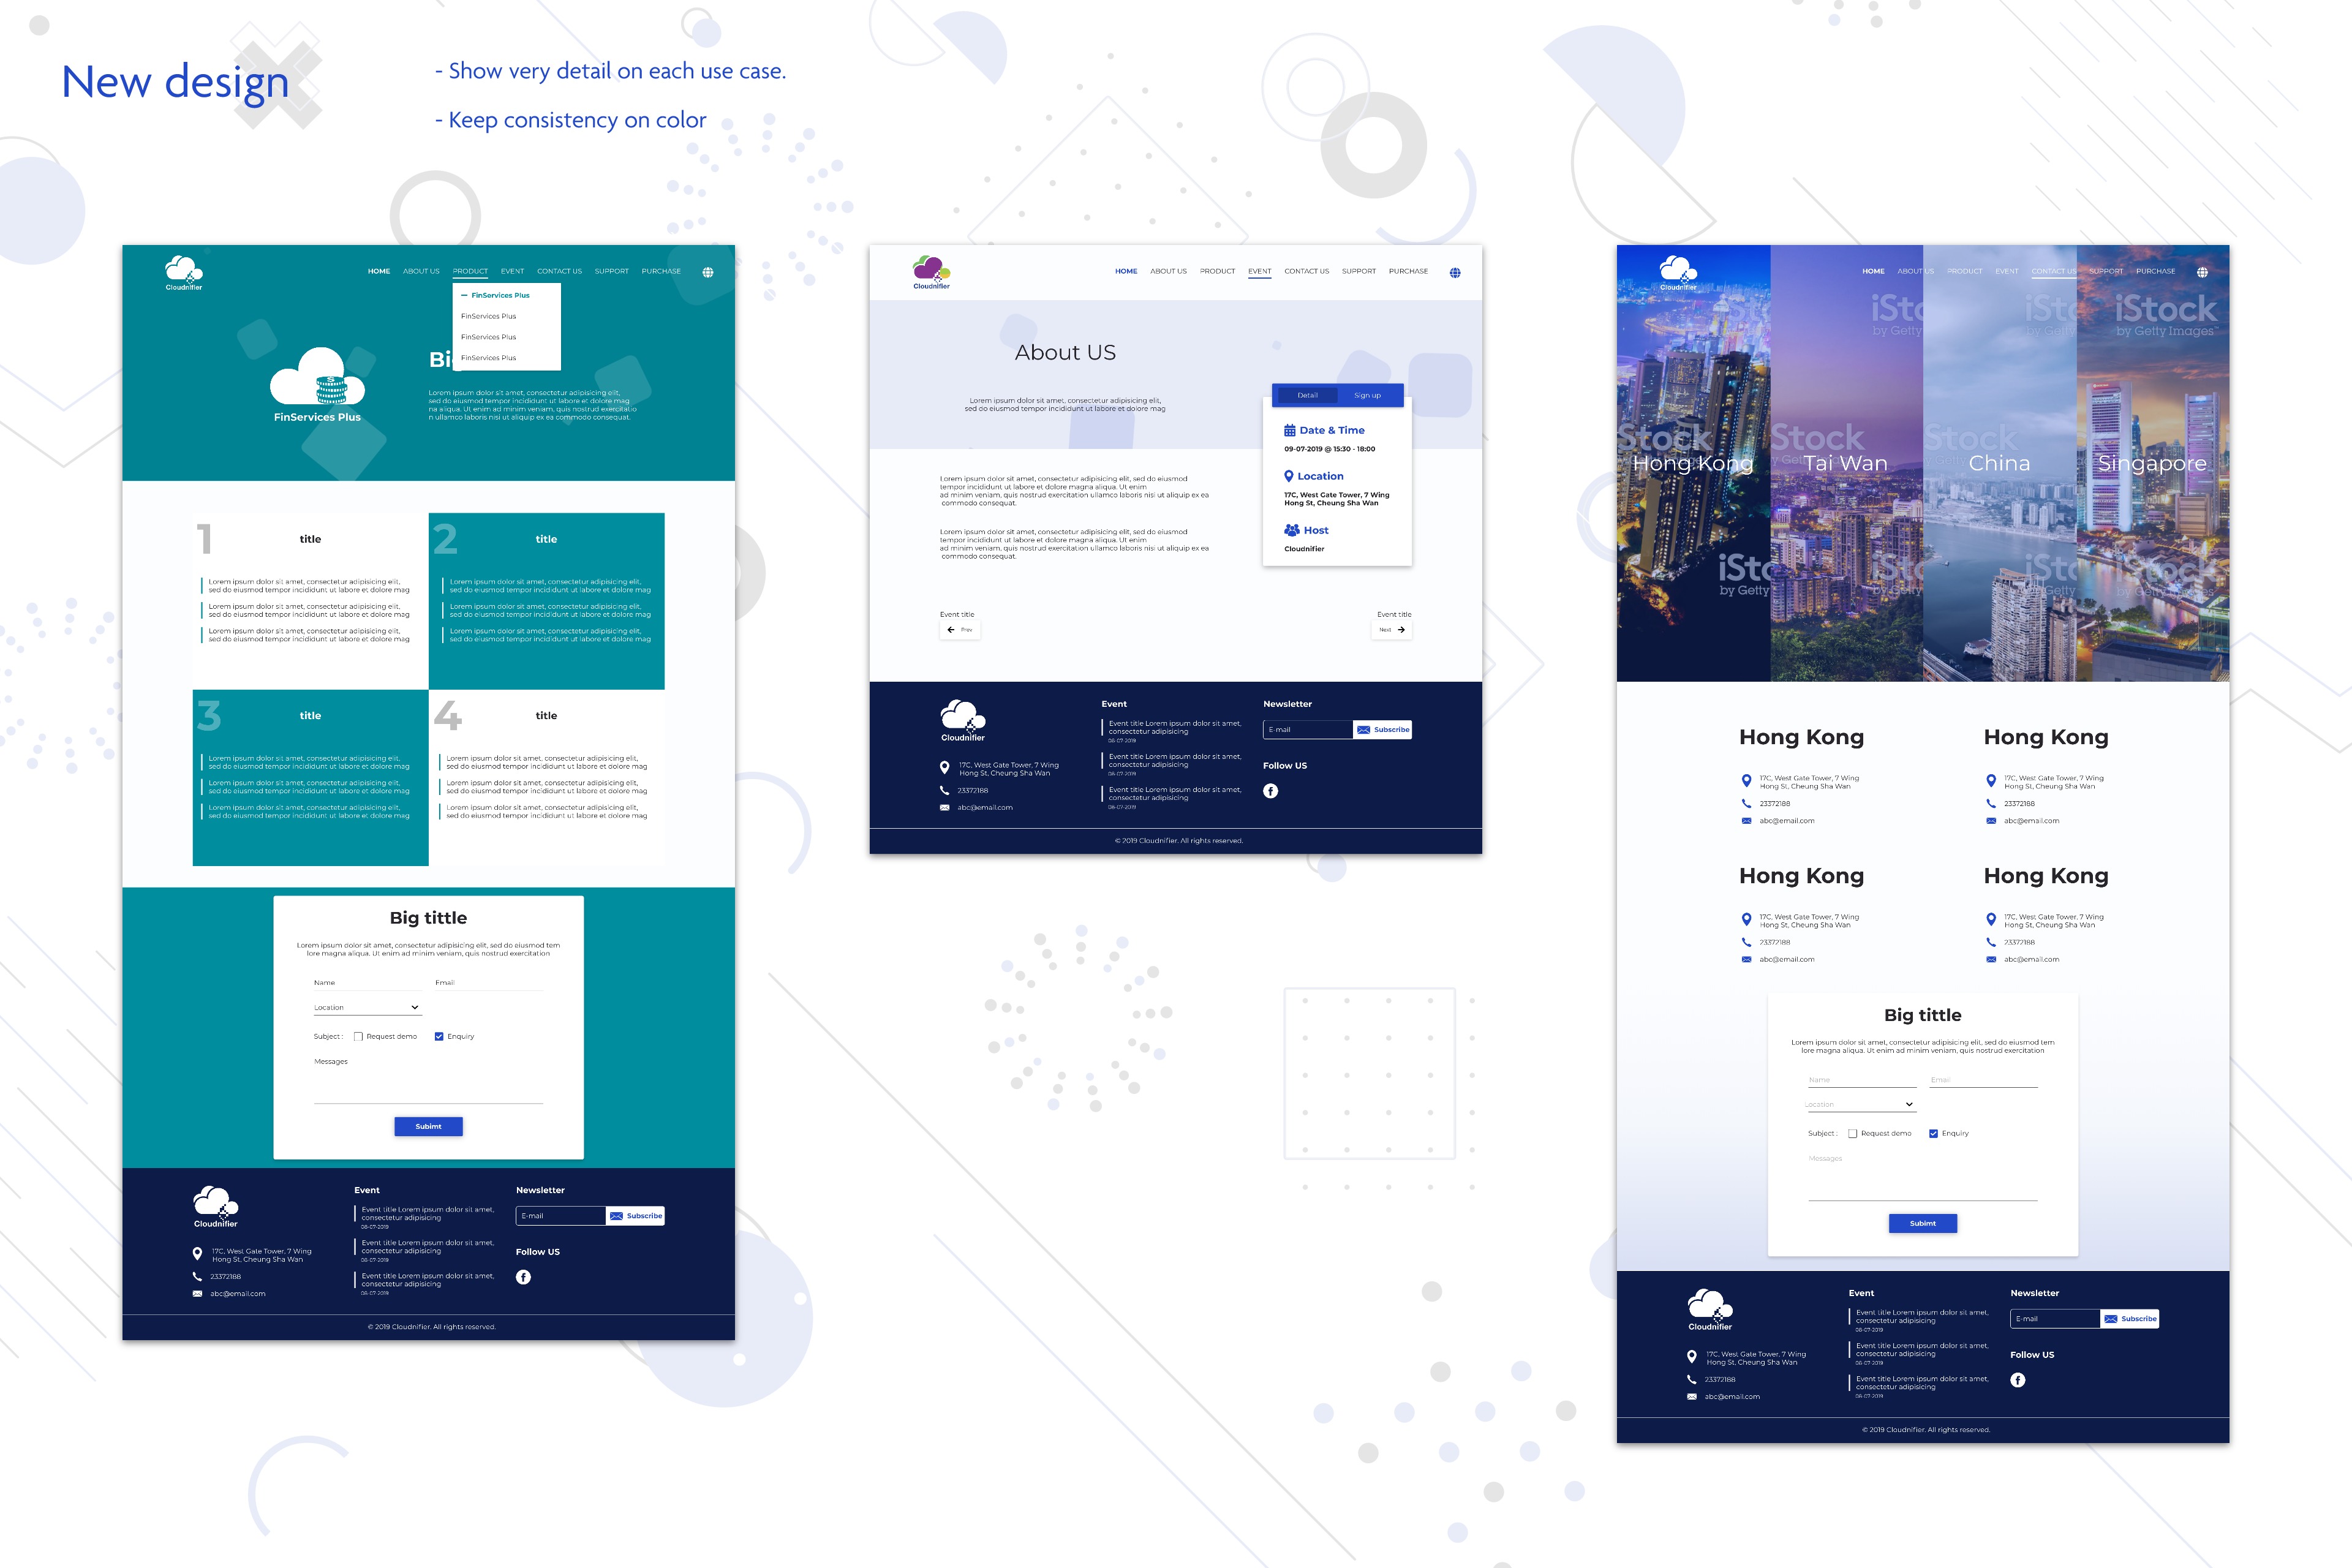 New design
- Show very detail on each use case.
- Keep consistency on color
Cloudnifier
HOME ABOUT US PRODUCT EVENT CONTACT US SUPPORT PURCHASE
FinServices Plus
FinServices Plus
FinServices Plus
FinServices Plus
FinServices Plus
Lorem ipsum dolor sit amet, consectetur adipisicing elit,
sed do eiusmod tempor incididunt ut labore et dolore mag
na aliqua. Ut enim ad minim veniam, quis nostrud exercitatio
n ullamco laboris nisi ut aliquip ex ea commodo consequat.
1
title
Lorem ipsum dolor sit amet, consectetur adipisicing elit,
sed do eiusmod tempor incididunt ut labore et dolore mag
Lorem ipsum dolor sit amet, consectetur adipisicing elit,
sed do eiusmod tempor incididunt ut labore et dolore mag
Lorem ipsum dolor sit amet, consectetur adipisicing elit,
sed do eiusmod tempor incididunt ut labore et dolore mag
2
title
Lorem ipsum dolor sit amet, consectetur adipisicing elit,
sed do eiusmod tempor incididunt ut labore et dolore mag
Lorem ipsum dolor sit amet, consectetur adipisicing elit,
sed do eiusmod tempor incididunt ut labore et dolore mag
Lorem ipsum dolor sit amet, consectetur adipisicing elit,
sed do eiusmod tempor incididunt ut labore et dolore mag
3
title
Lorem ipsum dolor sit amet, consectetur adipisicing elit,
sed do eiusmod tempor incididunt ut labore et dolore mag
Lorem ipsum dolor sit amet, consectetur adipisicing elit,
sed do eiusmod tempor incididunt ut labore et dolore mag
Lorem ipsum dolor sit amet, consectetur adipisicing elit,
sed do eiusmod tempor incididunt ut labore et dolore mag
4
title
Lorem ipsum dolor sit amet, consectetur adipisicing elit,
sed do eiusmod tempor incididunt ut labore et dolore mag
Lorem ipsum dolor sit amet, consectetur adipisicing elit,
sed do eiusmod tempor incididunt ut labore et dolore mag
Lorem ipsum dolor sit amet, consectetur adipisicing elit,
sed do eiusmod tempor incididunt ut labore et dolore mag
Big tittle
Lorem ipsum dolor sit amet, consectetur adipisicing elit, sed do eiusmod tem
lore magna aliqua. Ut enim ad minim veniam, quis nostrud exercitation
Name Email
Location
Subject : Request demo Enquiry
Messages
Subimt
Cloudnifier
17C, West Gate Tower, 7 Wing
Hong St, Cheung Sha Wan
23372188
abc@email.com
Event
Event title Lorem ipsum dolor sit amet,
consectetur adipisicing
08-07-2019
Event title Lorem ipsum dolor sit amet,
consectetur adipisicing
08-07-2019
Event title Lorem ipsum dolor sit amet,
consectetur adipisicing
08-07-2019
Newsletter
E-mail Subscribe
Follow US
© 2019 Cloudnifier. All rights reserved.
Cloudnifier
HOME ABOUT US PRODUCT EVENT CONTACT US SUPPORT PURCHASE
About US
Lorem ipsum dolor sit amet, consectetur adipisicing elit,
sed do eiusmod tempor incididunt ut labore et dolore mag
Detail Sign up
Date & Time
09-07-2019 @ 15:30 - 18:00
Location
17C, West Gate Tower, 7 Wing
Hong St, Cheung Sha Wan
Host
Cloudnifier
Lorem ipsum dolor sit amet, consectetur adipisicing elit, sed do eiusmod
tempor incididunt ut labore et dolore magna aliqua. Ut enim
ad minim veniam, quis nostrud exercitation ullamco laboris nisi ut aliquip ex ea
commodo consequat.
Lorem ipsum dolor sit amet, consectetur adipisicing elit, sed do eiusmod
tempor incididunt ut labore et dolore magna aliqua. Ut enim
ad minim veniam, quis nostrud exercitation ullamco laboris nisi ut aliquip ex ea
commodo consequat.
Event title Event title
Prev Next
Cloudnifier
17C, West Gate Tower, 7 Wing
Hong St, Cheung Sha Wan
23372188
abc@email.com
Event
Event title Lorem ipsum dolor sit amet,
consectetur adipisicing
08-07-2019
Event title Lorem ipsum dolor sit amet,
consectetur adipisicing
08-07-2019
Event title Lorem ipsum dolor sit amet,
consectetur adipisicing
08-07-2019
Newsletter
E-mail Subscribe
Follow US
© 2019 Cloudnifier. All rights reserved.
Cloudnifier
HOME ABOUT US PRODUCT EVENT CONTACT US SUPPORT PURCHASE
iStock
by Getty Images
Hong Kong Tai Wan China Singapore
Hong Kong
17C, West Gate Tower, 7 Wing
Hong St, Cheung Sha Wan
23372188
abc@email.com
Hong Kong
17C, West Gate Tower, 7 Wing
Hong St, Cheung Sha Wan
23372188
abc@email.com
Hong Kong
17C, West Gate Tower, 7 Wing
Hong St, Cheung Sha Wan
23372188
abc@email.com
Hong Kong
17C, West Gate Tower, 7 Wing
Hong St, Cheung Sha Wan
23372188
abc@email.com
Big tittle
Lorem ipsum dolor sit amet, consectetur adipisicing elit, sed do eiusmod tem
lore magna aliqua. Ut enim ad minim veniam, quis nostrud exercitation
Name Email
Location
Subject : Request demo Enquiry
Messages
Subimt
Cloudnifier
17C, West Gate Tower, 7 Wing
Hong St, Cheung Sha Wan
23372188
abc@email.com
Event
Event title Lorem ipsum dolor sit amet,
consectetur adipisicing
08-07-2019
Event title Lorem ipsum dolor sit amet,
consectetur adipisicing
08-07-2019
Event title Lorem ipsum dolor sit amet,
consectetur adipisicing
08-07-2019
Newsletter
E-mail Subscribe
Follow US
© 2019 Cloudnifier. All rights reserved.